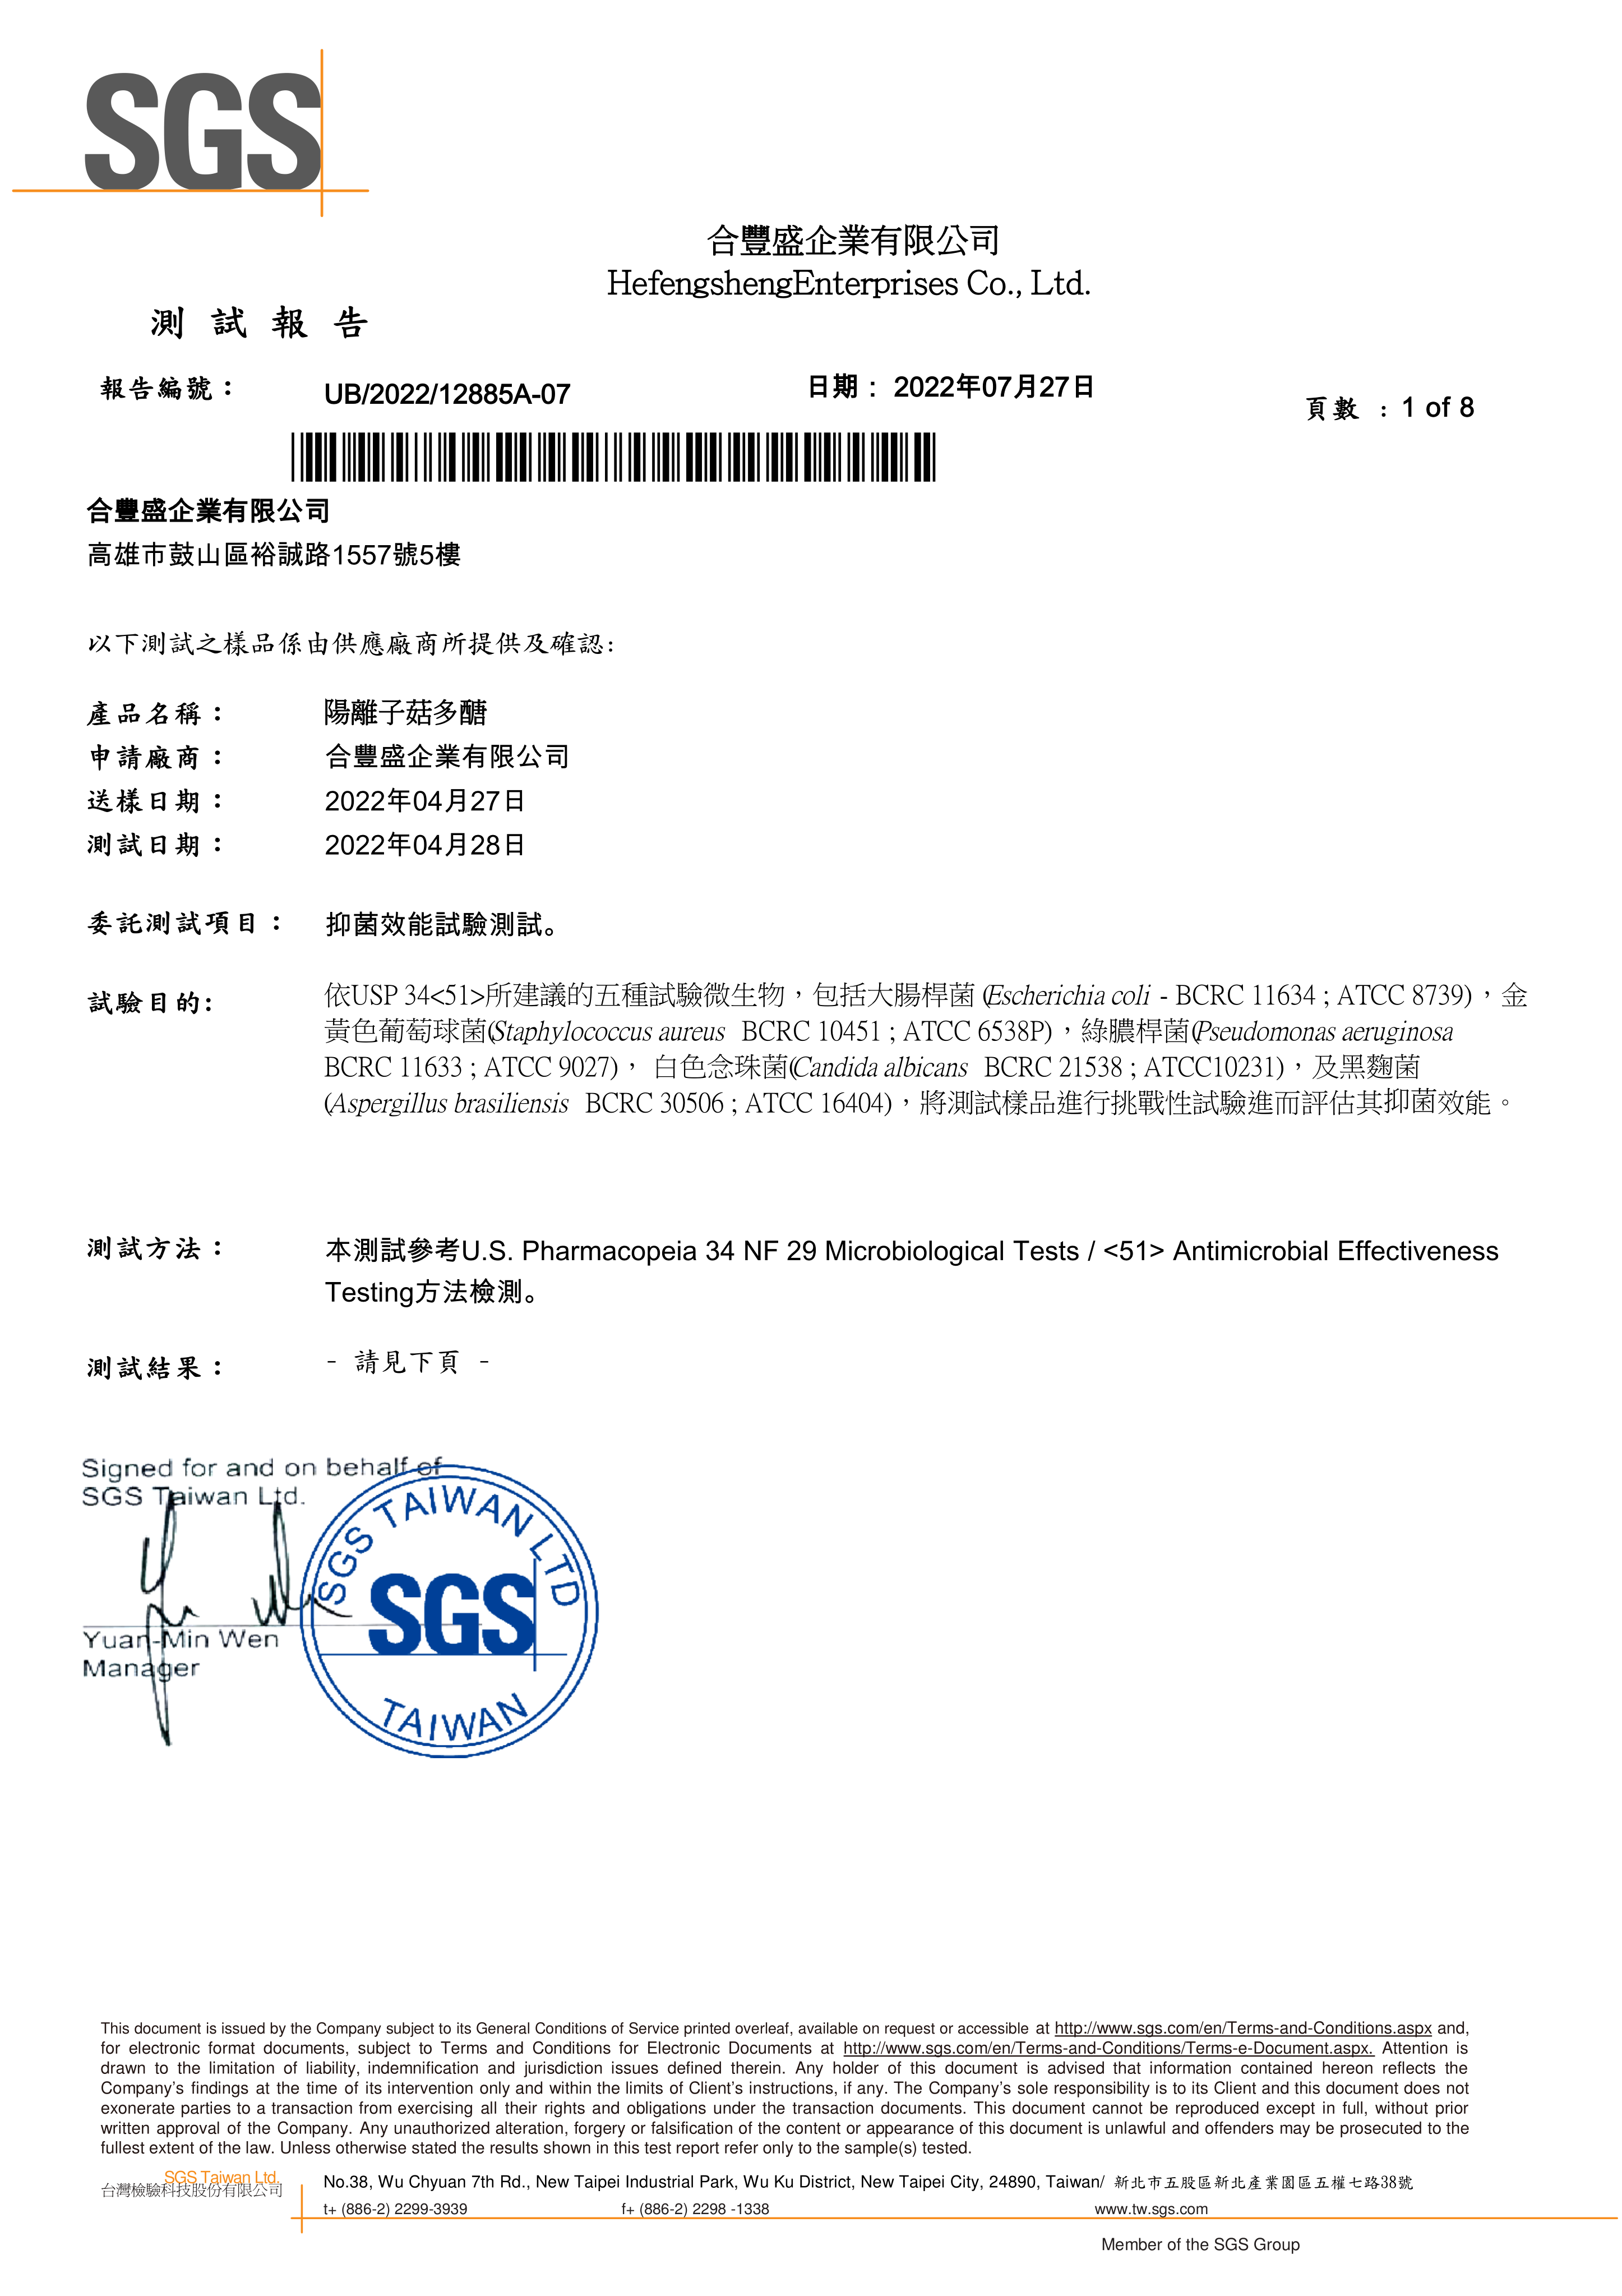 SGS
合豐盛企業有限公司
HefengshengEnterprises Co., Ltd.
測 試 報 告
報告編號： UB/2022/12885A-07 日期： 2022年07月27日
頁數 : 1 of 8
合豐盛企業有限公司
高雄市鼓山區裕誠路1557號5樓
以下測試之樣品係由供應廠商所提供及確認:
產品名稱： 陽離子菇多醣
申請廠商： 合豐盛企業有限公司
送樣日期： 2022年04月27日
測試日期： 2022年04月28日
委託測試項目： 抑菌效能試驗測試。
試驗目的: 依USP 34<51>所建議的五種試驗微生物，包括大腸桿菌 (Escherichia coli - BCRC 11634 ; ATCC 8739)，金
黃色葡萄球菌(Staphylococcus aureus BCRC 10451 ; ATCC 6538P)，綠膿桿菌(Pseudomonas aeruginosa
BCRC 11633 ; ATCC 9027)， 白色念珠菌(Candida albicans BCRC 21538 ; ATCC10231)，及黑麴菌
(Aspergillus brasiliensis BCRC 30506 ; ATCC 16404)，將測試樣品進行挑戰性試驗進而評估其抑菌效能。
測試方法： 本測試參考U.S. Pharmacopeia 34 NF 29 Microbiological Tests / <51> Antimicrobial Effectiveness
Testing方法檢測。
測試結果： - 請見下頁 -
Signed for and on behalf of
SGS Taiwan Ltd.
SGS TAIWAN LTD
SGS
TAIWAN
Yuan-Min Wen
Manager
This document is issued by the Company subject to its General Conditions of Service printed overleaf, available on request or accessible at http://www.sgs.com/en/Terms-and-Conditions.aspx and,
for electronic format documents, subject to Terms and Conditions for Electronic Documents at http://www.sgs.com/en/Terms-and-Conditions/Terms-e-Document.aspx. Attention is
drawn to the limitation of liability, indemnification and jurisdiction issues defined therein. Any holder of this document is advised that information contained hereon reflects the
Company's findings at the time of its intervention only and within the limits of Client's instructions, if any. The Company's sole responsibility is to its Client and this document does not
exonerate parties to a transaction from exercising all their rights and obligations under the transaction documents. This document cannot be reproduced except in full, without prior
written approval of the Company. Any unauthorized alteration, forgery or falsification of the content or appearance of this document is unlawful and offenders may be prosecuted to the
fullest extent of the law. Unless otherwise stated the results shown in this test report refer only to the sample(s) tested.
SGS Taiwan Ltd.
台灣檢驗科技股份有限公司
No.38, Wu Chyuan 7th Rd., New Taipei Industrial Park, Wu Ku District, New Taipei City, 24890, Taiwan/ 新北市五股區新北產業園區五權七路38號
t+ (886-2) 2299-3939 f+ (886-2) 2298 -1338 www.tw.sgs.com
Member of the SGS Group